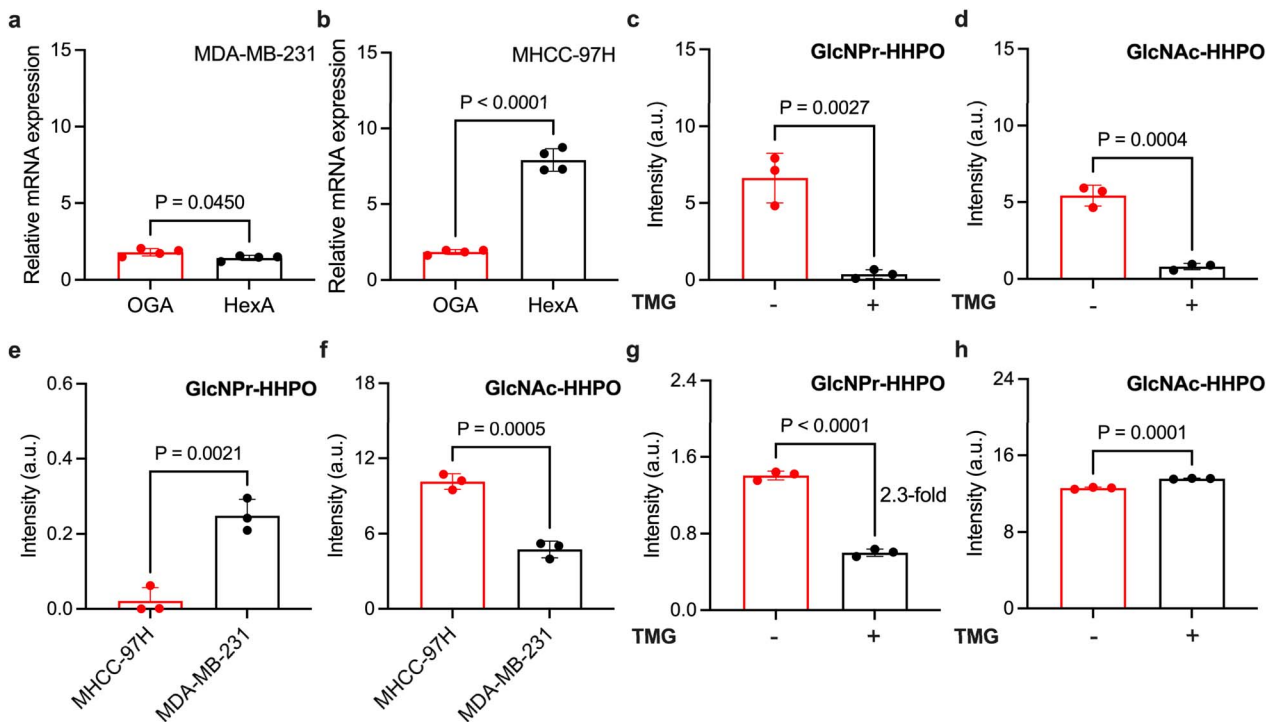 a
MDA-MB-231
Relative mRNA expression
15
10
5
0
P = 0.0450
OGA
HexA
b
MHCC-97H
Relative mRNA expression
15
10
5
0
P < 0.0001
OGA
HexA
c
GlcNPr-HHPO
Intensity (a.u.)
15
10
5
0
P = 0.0027
TMG - +
d
GlcNAc-HHPO
Intensity (a.u.)
15
10
5
0
P = 0.0004
TMG - +
e
GlcNPr-HHPO
Intensity (a.u.)
0.6
0.4
0.2
0.0
P = 0.0021
MHCC-97H
MDA-MB-231
f
GlcNAc-HHPO
Intensity (a.u.)
18
12
6
0
P = 0.0005
MHCC-97H
MDA-MB-231
g
GlcNPr-HHPO
Intensity (a.u.)
2.4
1.6
0.8
0.0
P < 0.0001
2.3-fold
TMG - +
h
GlcNAc-HHPO
Intensity (a.u.)
24
16
8
0
P = 0.0001
TMG - +